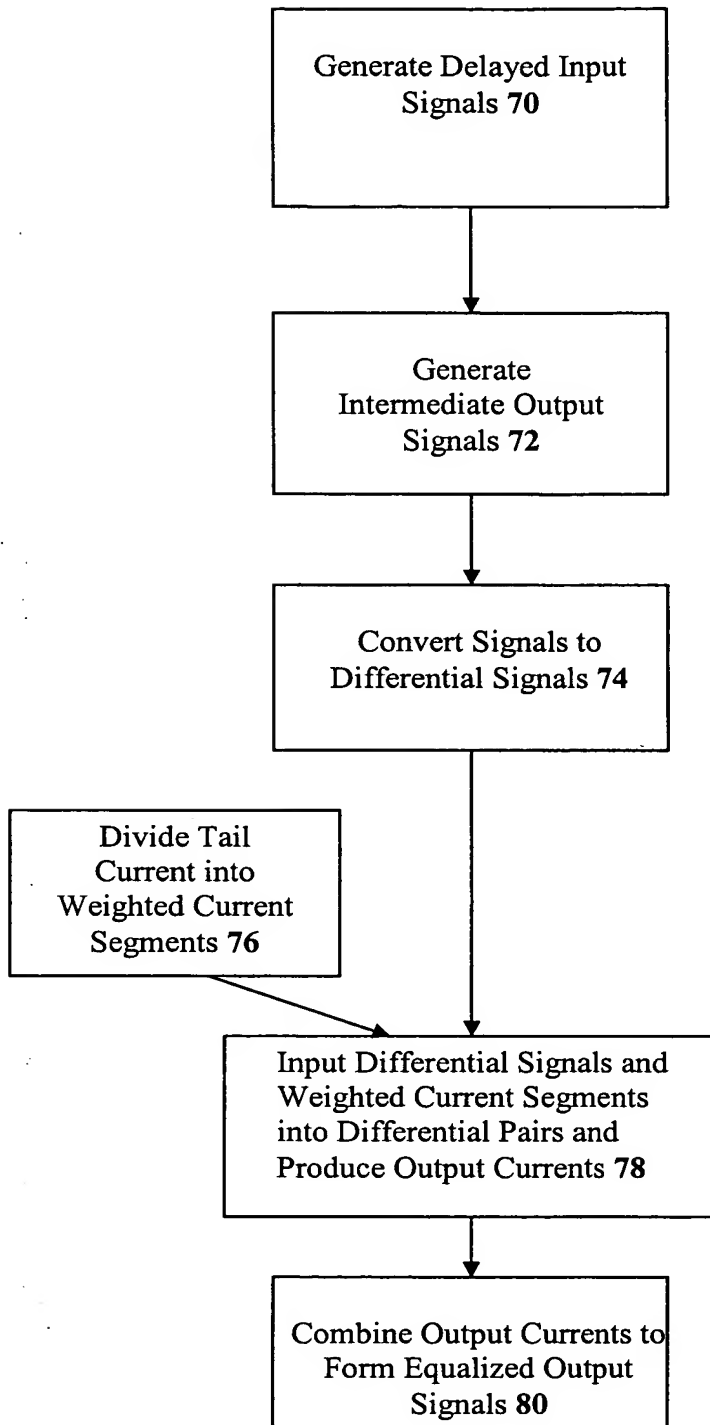 Generate Delayed Input
Signals 70
Generate
Intermediate Output
Signals 72
Convert Signals to
Differential Signals 74
Divide Tail
Current into
Weighted Current
Segments 76
Input Differential Signals and
Weighted Current Segments
into Differential Pairs and
Produce Output Currents 78
Combine Output Currents to
Form Equalized Output
Signals 80